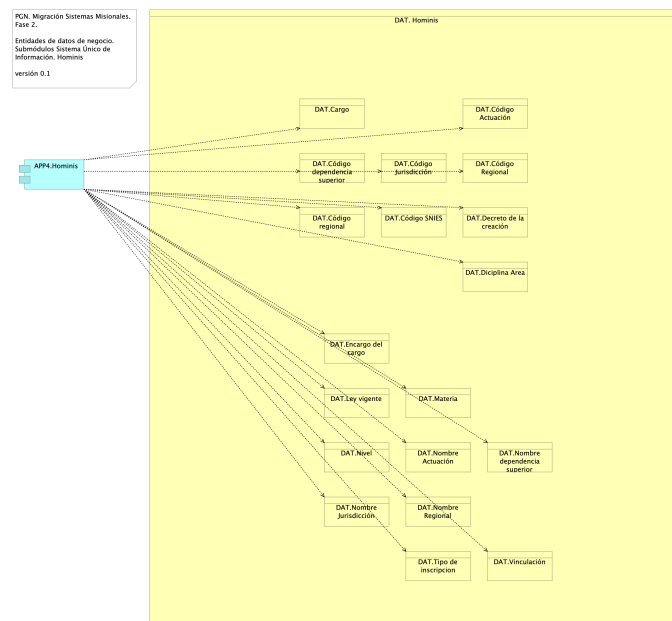 PGN. Migración Sistemas Misionales.
Fase 2.
Entidades de datos de negocio.
Submódulos Sistema Único de
Información. Hominis
versión 0.1
DAT. Hominis
DAT.Cargo
DAT.Código
Actuación
APP4.Hominis
DAT.Código
dependencia
superior
DAT.Código
Jurisdicción
DAT.Código
Regional
DAT.Código
regional
DAT.Código SNIES
DAT.Decreto de la
creación
DAT.Diciplina Area
DAT.Encargo del
cargo
DAT.Ley vigente
DAT.Materia
DAT.Nivel
DAT.Nombre
Actuación
DAT.Nombre
dependencia
superior
DAT.Nombre
Jurisdicción
DAT.Nombre
Regional
DAT.Tipo de
inscripcion
DAT.Vinculación